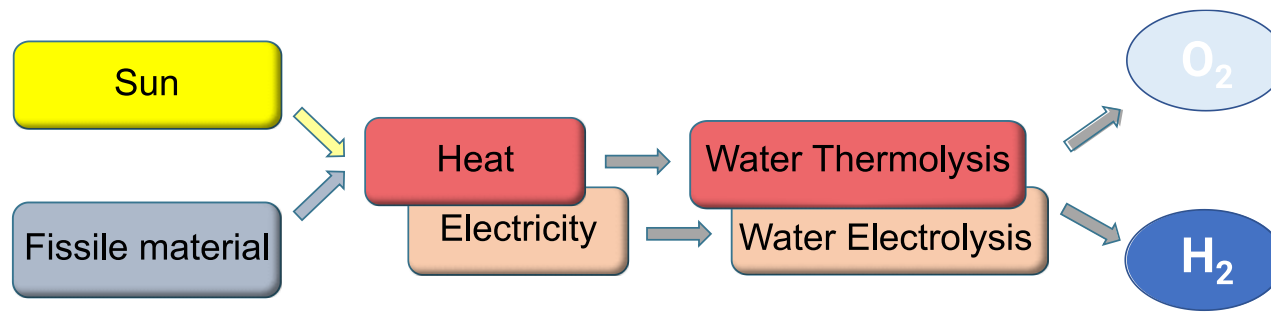 Sun
Fissile material
Heat
Electricity
Water Thermolysis
Water Electrolysis
O₂
H₂